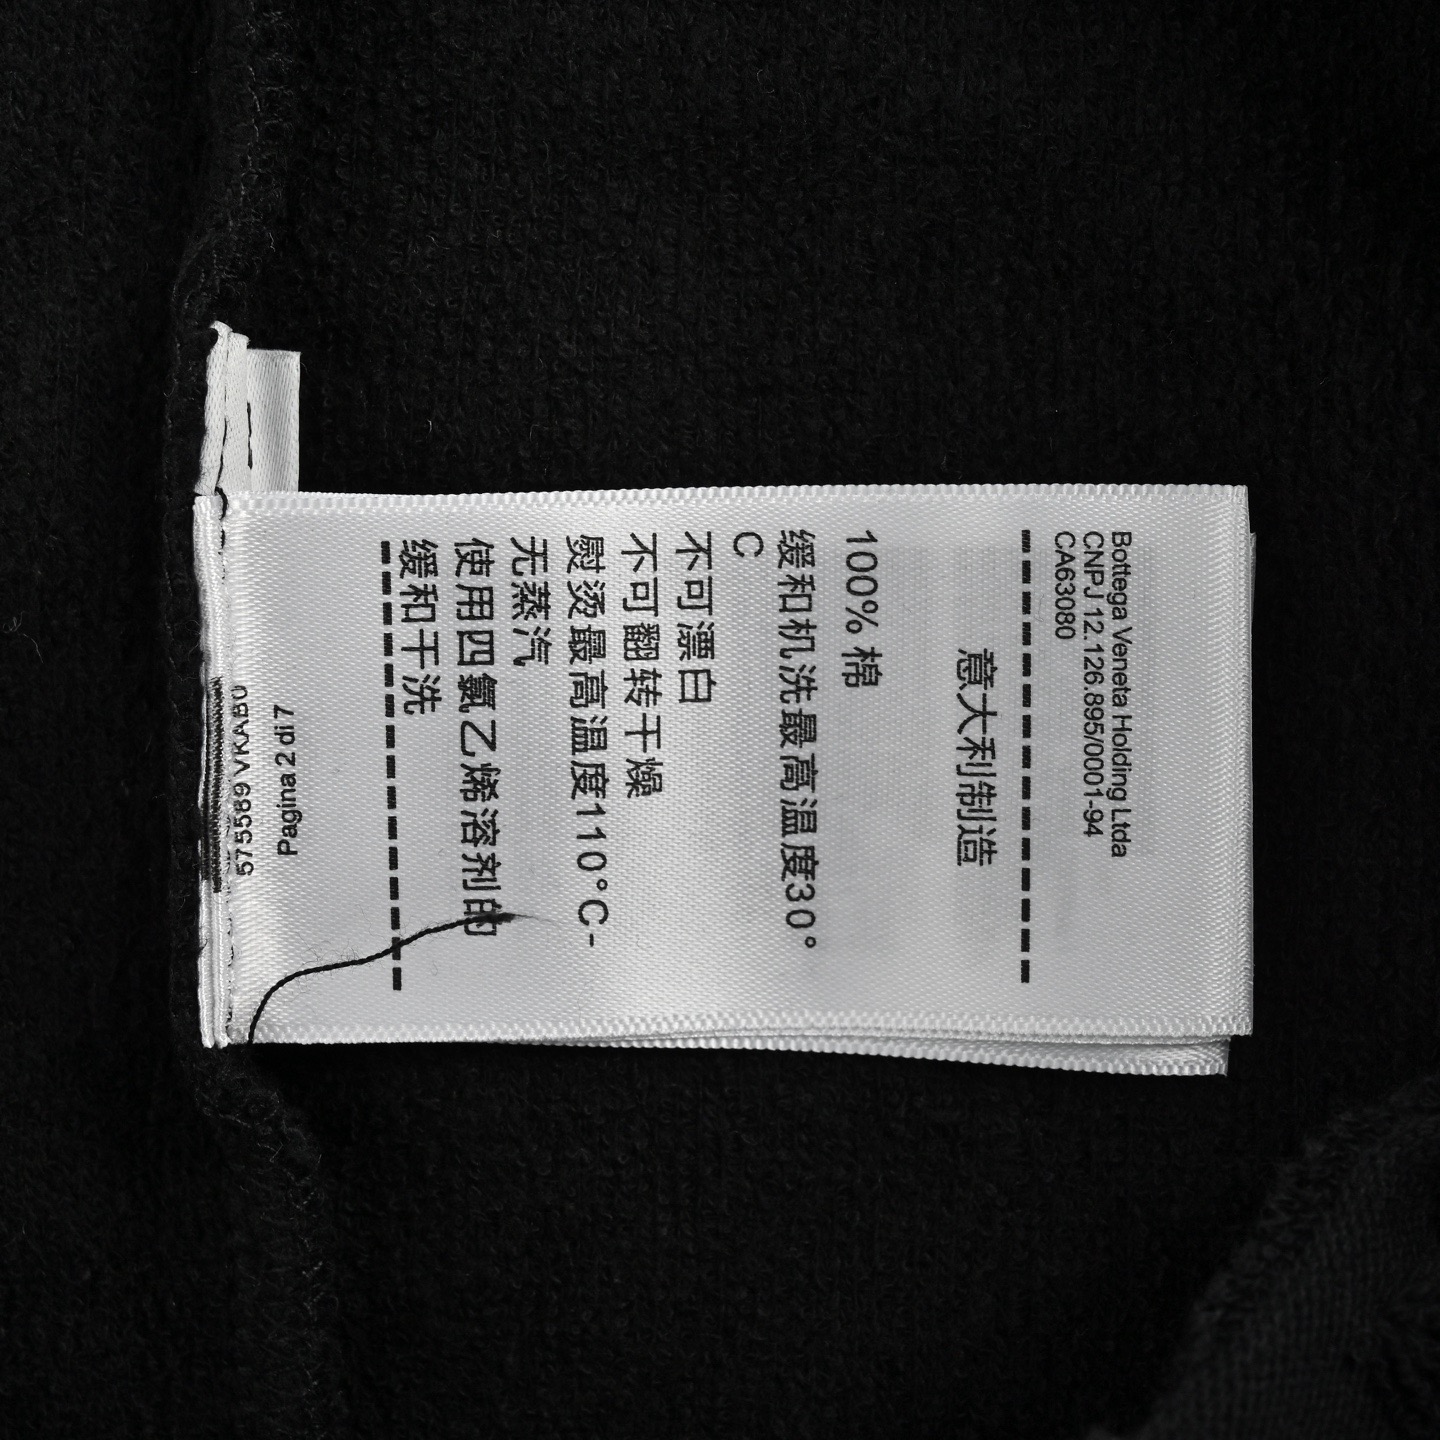 Bottega Veneta Holding Ltda
CNPJ 12.126.895/0001-94
CA63080
意大利制造
100% 棉
缓和机洗最高温度30°
C
不可漂白
不可翻转干燥
熨烫最高温度110°C-
无蒸汽
使用四氯乙烯溶剂的
缓和干洗
Pagina 2 di 7
575589 VKAB0